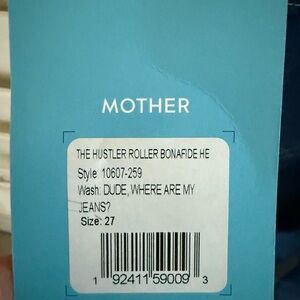 MOTHER
THE HUSTLER ROLLER BONAFIDE HE
Style: 10607-259
Wash: DUDE, WHERE ARE MY
JEANS?
Size: 27
1 92411 59009 3